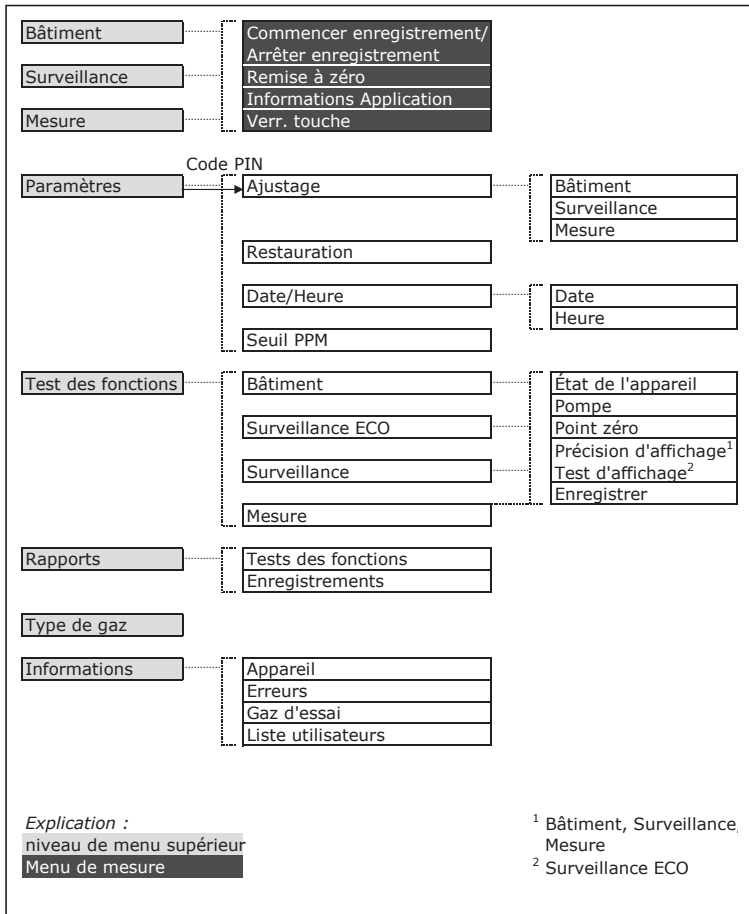 Bâtiment
Commencer enregistrement/
Arrêter enregistrement
Surveillance
Remise à zéro
Informations Application
Mesure
Verr. touche
Code PIN
Paramètres
Ajustage
Bâtiment
Surveillance
Mesure
Restauration
Date/Heure
Date
Heure
Seuil PPM
Test des fonctions
Bâtiment
État de l'appareil
Pompe
Surveillance ECO
Point zéro
Précision d'affichage¹
Surveillance
Test d'affichage²
Enregistrer
Mesure
Rapports
Tests des fonctions
Enregistrements
Type de gaz
Informations
Appareil
Erreurs
Gaz d'essai
Liste utilisateurs
Explication :
niveau de menu supérieur
Menu de mesure
¹ Bâtiment, Surveillance,
Mesure
² Surveillance ECO